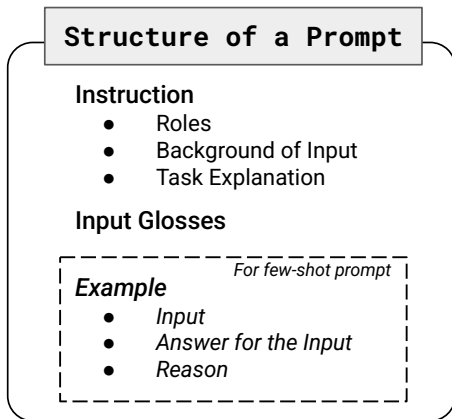 Structure of a Prompt
Instruction
● Roles
● Background of Input
● Task Explanation
Input Glosses
For few-shot prompt
Example
● Input
● Answer for the Input
● Reason